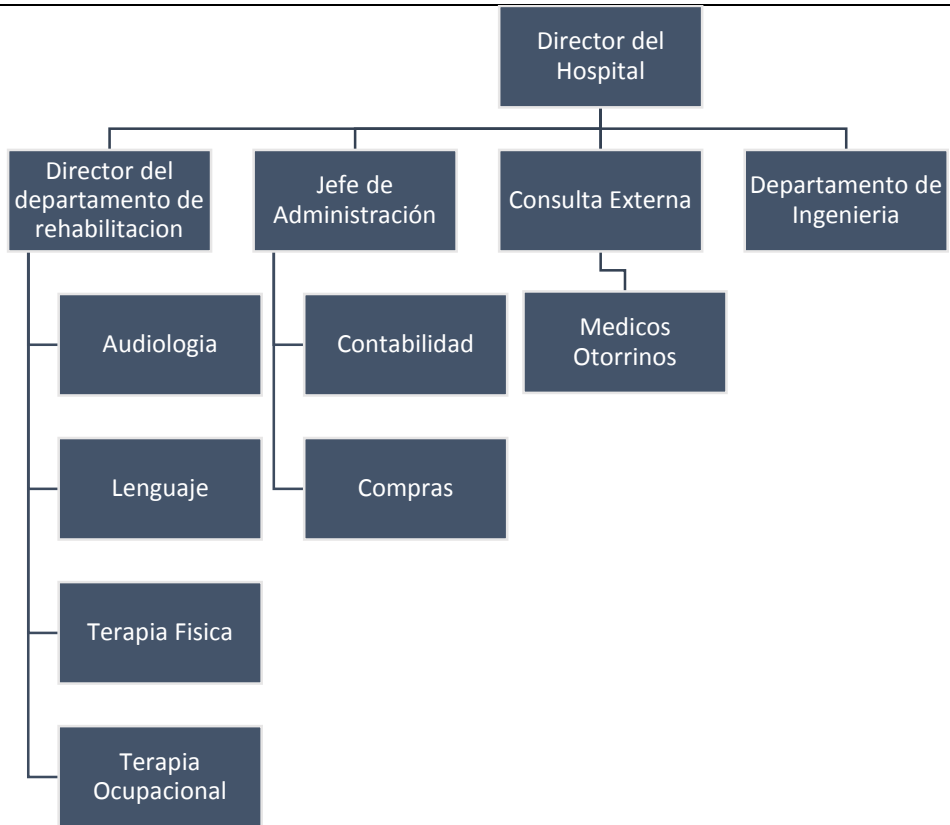 Director del
Hospital
Director del
departamento de
rehabilitacion
Jefe de
Administración
Consulta Externa
Departamento de
Ingenieria
Audiologia
Contabilidad
Medicos
Otorrinos
Lenguaje
Compras
Terapia Fisica
Terapia
Ocupacional